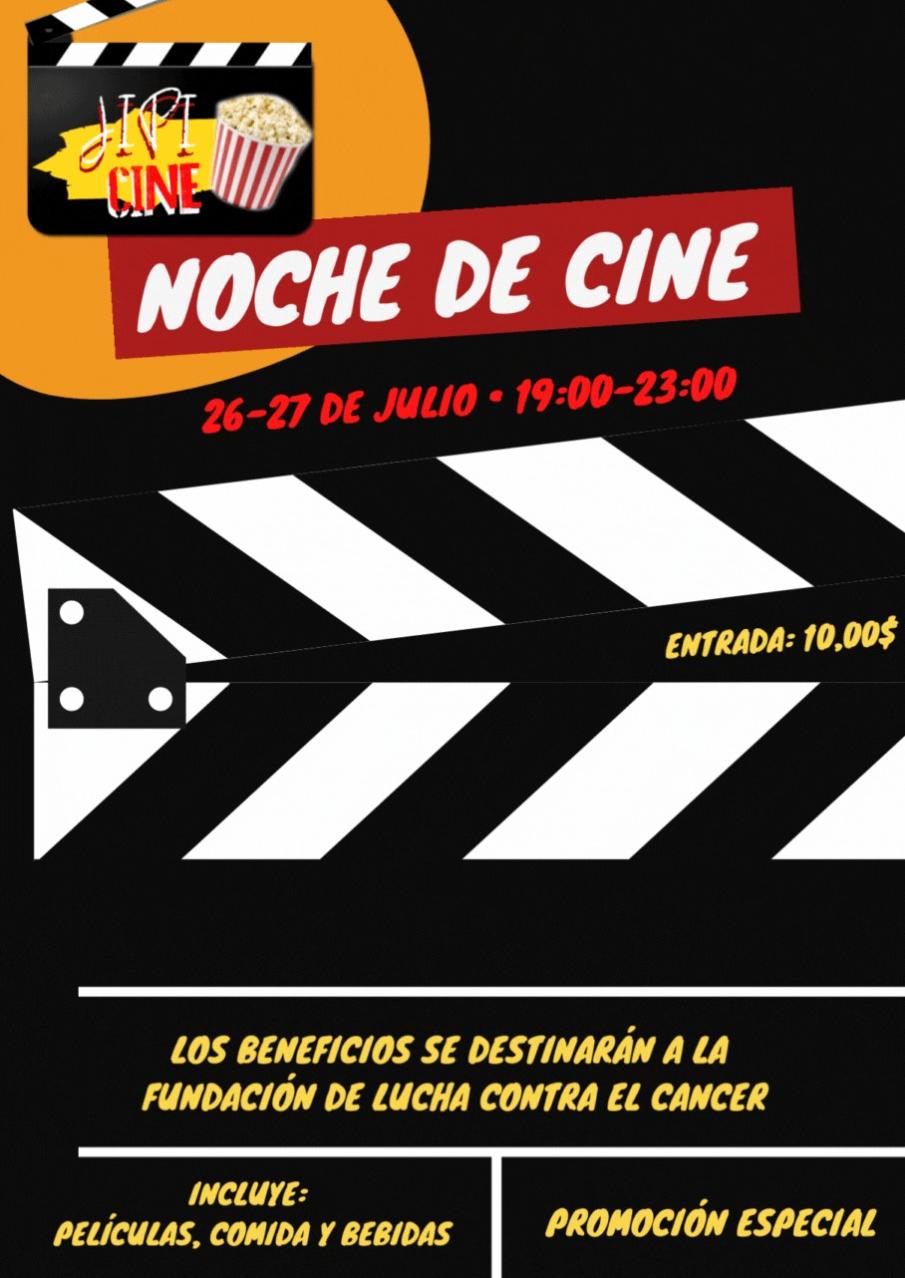 JIPI
CINE
NOCHE DE CINE
26-27 DE JULIO • 19:00-23:00
ENTRADA: 10,00$
LOS BENEFICIOS SE DESTINARÁN A LA
FUNDACIÓN DE LUCHA CONTRA EL CANCER
INCLUYE:
PELÍCULAS, COMIDA Y BEBIDAS
PROMOCIÓN ESPECIAL